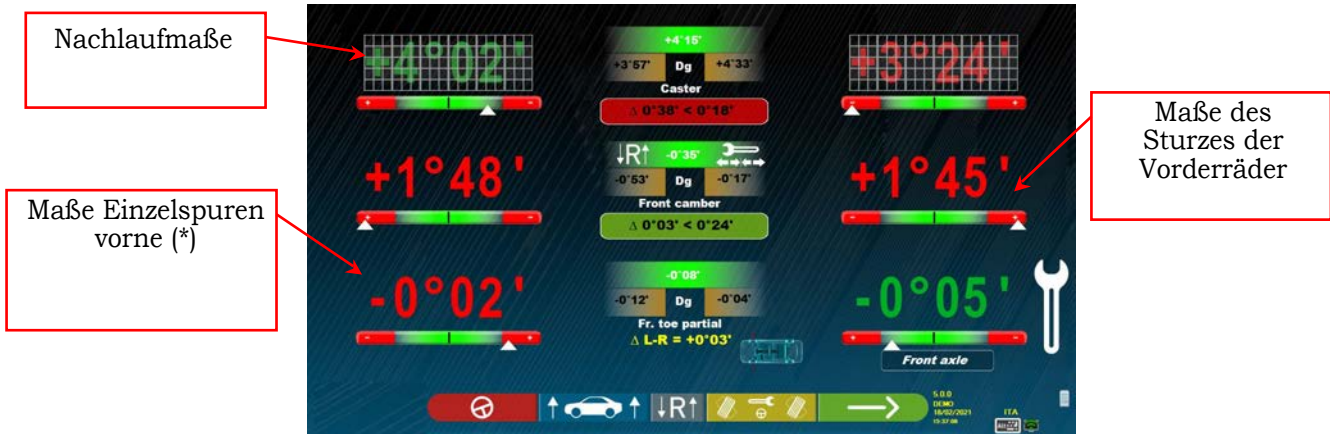 Nachlaufmaße
+4°02'
+4°15'
+3°57' Dg +4°33'
Caster
Δ 0°38' < 0°18'
+3°24'
Maße des
Sturzes der
Vorderräder
+1°48'
↓R↑ -0°35'
-0°53' Dg -0°17'
Front camber
Δ 0°03' < 0°24'
+1°45'
Maße Einzelspuren
vorne (*)
-0°02'
-0°08'
-0°12' Dg -0°04'
Fr. toe partial
Δ L-R = +0°03'
-0°05'
Front axle
↓R↑
5.0.0
DEMO
18/02/2021
ITA